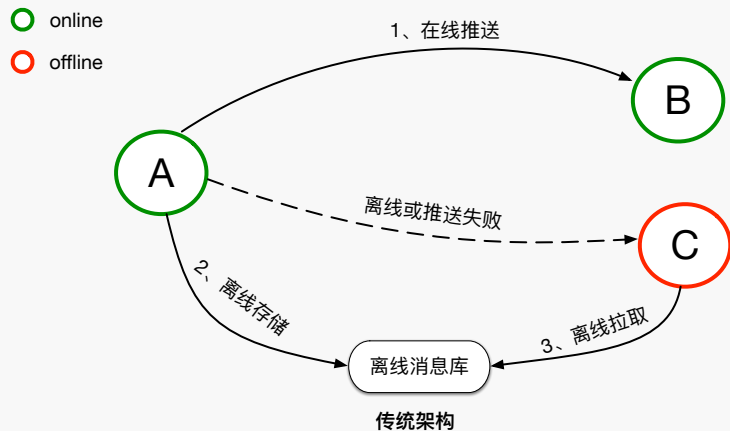 online
offline
1、在线推送
B
A
离线或推送失败
C
2、离线存储
3、离线拉取
离线消息库
传统架构